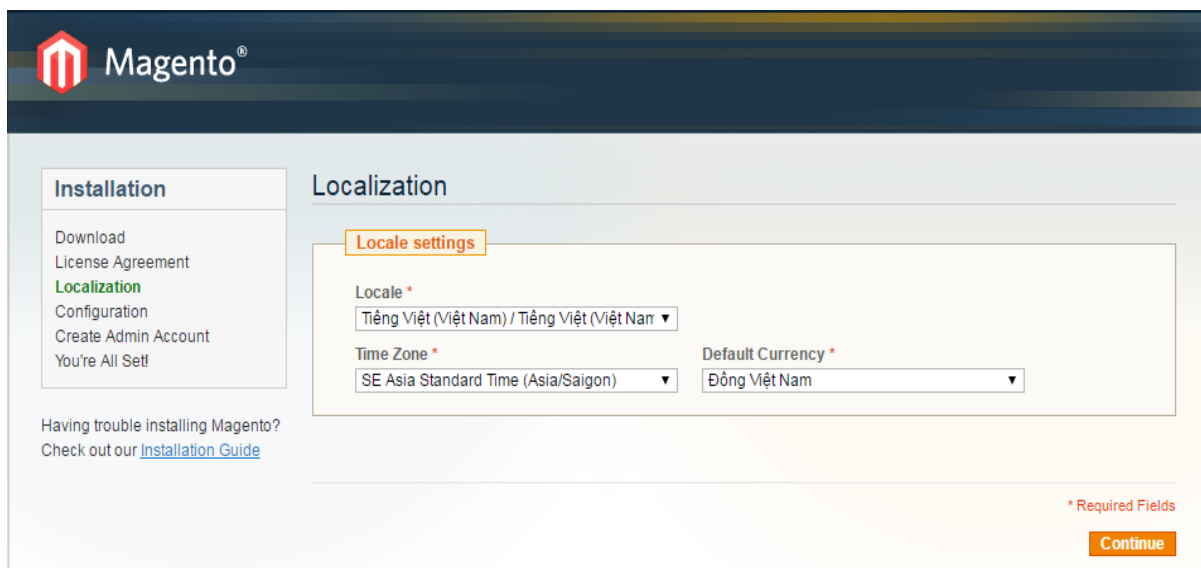 Magento®
Installation
Download
License Agreement
Localization
Configuration
Create Admin Account
You're All Set!
Having trouble installing Magento?
Check out our Installation Guide
Localization
Locale settings
Locale *
Tiếng Việt (Việt Nam) / Tiếng Việt (Việt Nam
Time Zone *
Default Currency *
SE Asia Standard Time (Asia/Saigon)
Đồng Việt Nam
* Required Fields
Continue